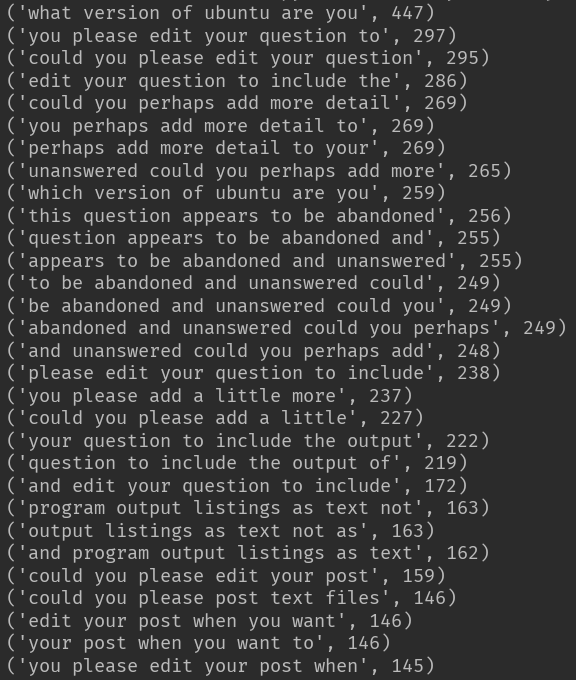 ('what version of ubuntu are you', 447)
('you please edit your question to', 297)
('could you please edit your question', 295)
('edit your question to include the', 286)
('could you perhaps add more detail', 269)
('you perhaps add more detail to', 269)
('perhaps add more detail to your', 269)
('unanswered could you perhaps add more', 265)
('which version of ubuntu are you', 259)
('this question appears to be abandoned', 256)
('question appears to be abandoned and', 255)
('appears to be abandoned and unanswered', 255)
('to be abandoned and unanswered could', 249)
('be abandoned and unanswered could you', 249)
('abandoned and unanswered could you perhaps', 249)
('and unanswered could you perhaps add', 248)
('please edit your question to include', 238)
('you please add a little more', 237)
('could you please add a little', 227)
('your question to include the output', 222)
('question to include the output of', 219)
('and edit your question to include', 172)
('program output listings as text not', 163)
('output listings as text not as', 163)
('and program output listings as text', 162)
('could you please edit your post', 159)
('could you please post text files', 146)
('edit your post when you want', 146)
('your post when you want to', 146)
('you please edit your post when', 145)